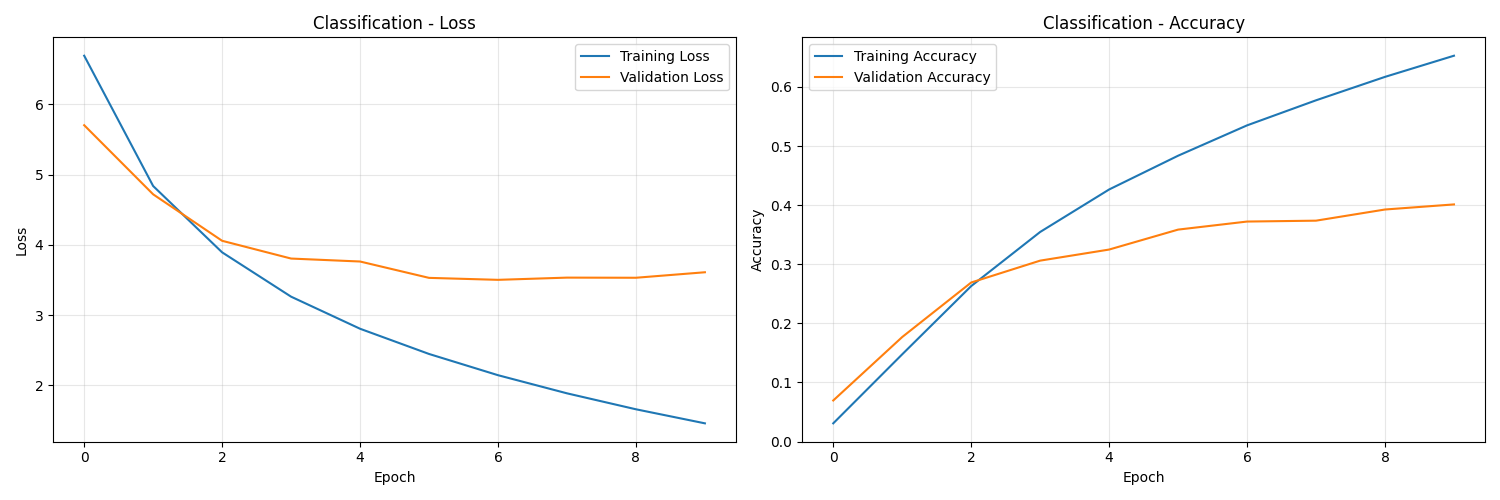 Classification - Loss
Training Loss
Validation Loss
6
5
4
3
2
Loss
0 2 4 6 8
Epoch
Classification - Accuracy
Training Accuracy
Validation Accuracy
0.6
0.5
0.4
0.3
0.2
0.1
0.0
Accuracy
0 2 4 6 8
Epoch